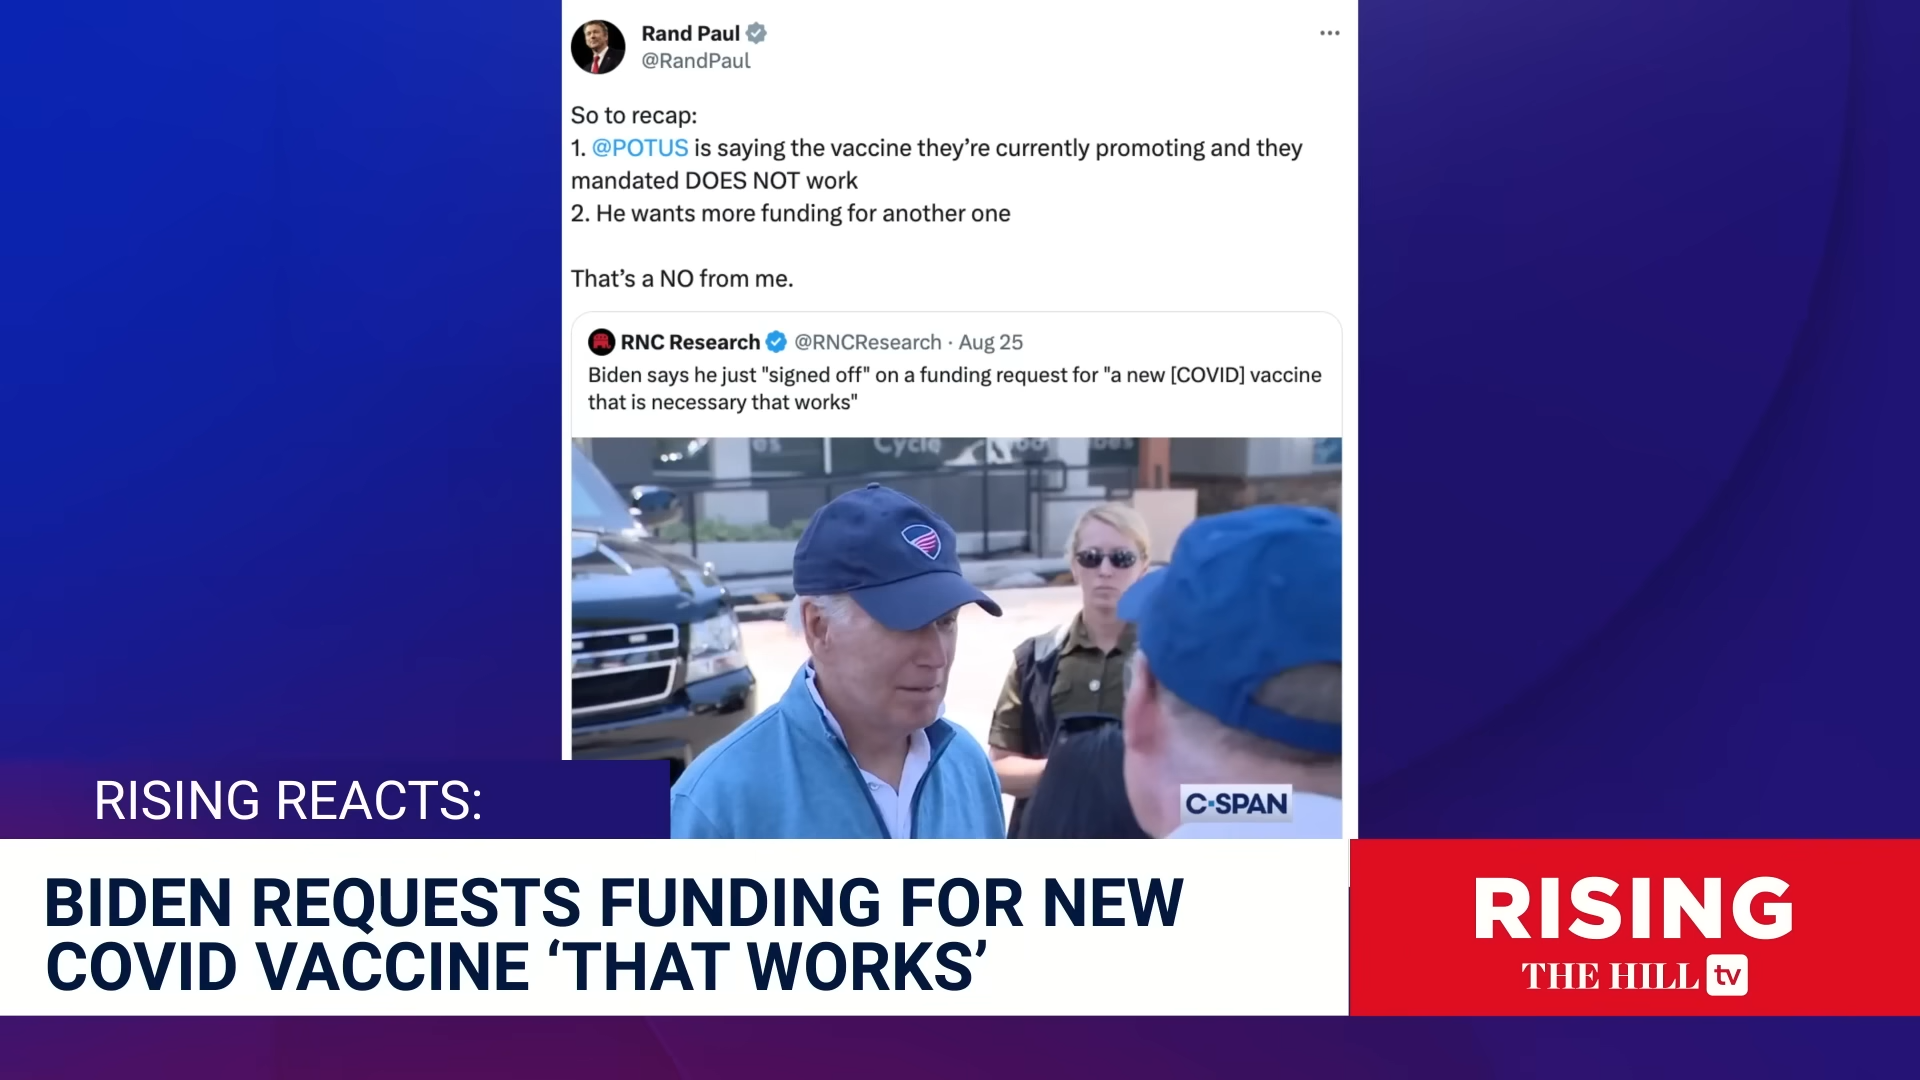 Rand Paul
@RandPaul
So to recap:
1. @POTUS is saying the vaccine they’re currently promoting and they
mandated DOES NOT work
2. He wants more funding for another one
That’s a NO from me.
RNC Research @RNCResearch · Aug 25
Biden says he just "signed off" on a funding request for "a new [COVID] vaccine
that is necessary that works"
Cycle
C-SPAN
RISING REACTS:
BIDEN REQUESTS FUNDING FOR NEW
COVID VACCINE ‘THAT WORKS’
RISING
THE HILL tv